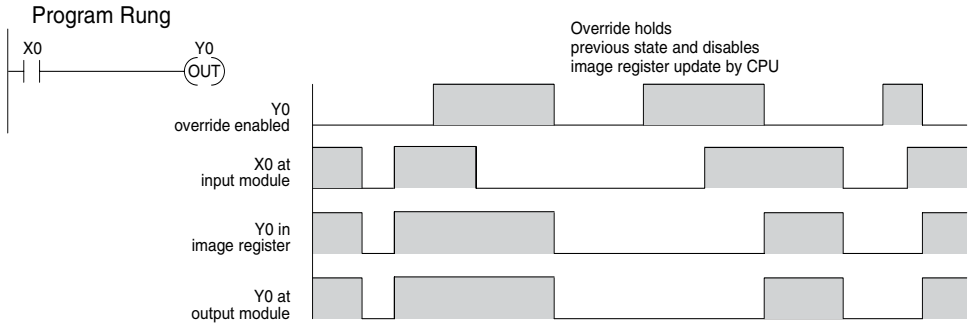 Program Rung
X0
Y0
OUT
Override holds
previous state and disables
image register update by CPU
Y0
override enabled
X0 at
input module
Y0 in
image register
Y0 at
output module